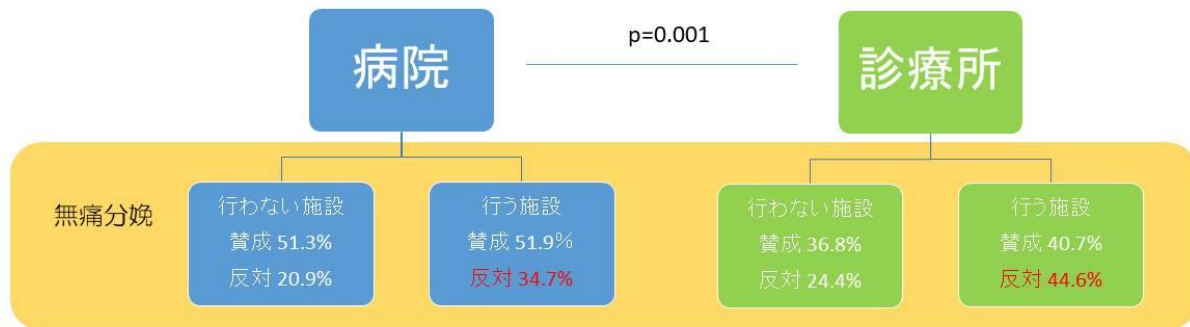 病院
p=0.001
診療所
無痛分娩
行わない施設
賛成 51.3%
反対 20.9%
行う施設
賛成 51.9%
反対 34.7%
行わない施設
賛成 36.8%
反対 24.4%
行う施設
賛成 40.7%
反対 44.6%